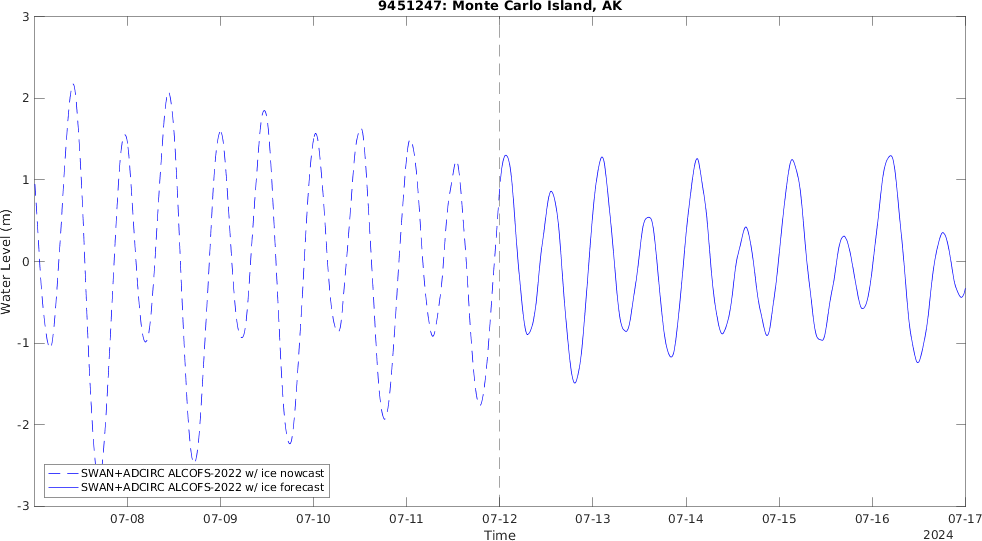 9451247: Monte Carlo Island, AK
Water Level (m)
3
2
1
0
-1
-2
-3
SWAN+ADCIRC ALCOFS-2022 w/ ice nowcast
SWAN+ADCIRC ALCOFS-2022 w/ ice forecast
07-08 07-09 07-10 07-11 07-12 07-13 07-14 07-15 07-16 07-17
Time
2024